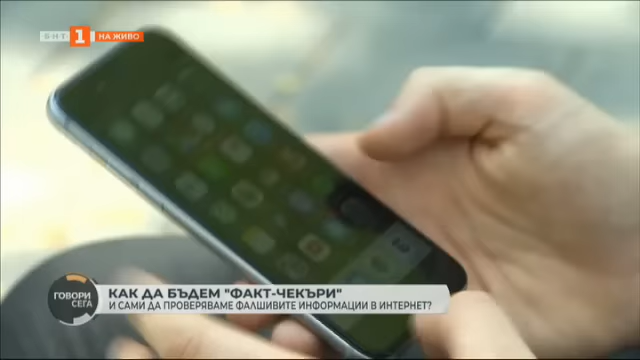 БНТ 1 НА ЖИВО
ГОВОРИ
СЕГА
КАК ДА БЪДЕМ "ФАКТ-ЧЕКЪРИ"
И САМИ ДА ПРОВЕРЯВАМЕ ФАЛШИВИТЕ ИНФОРМАЦИИ В ИНТЕРНЕТ?